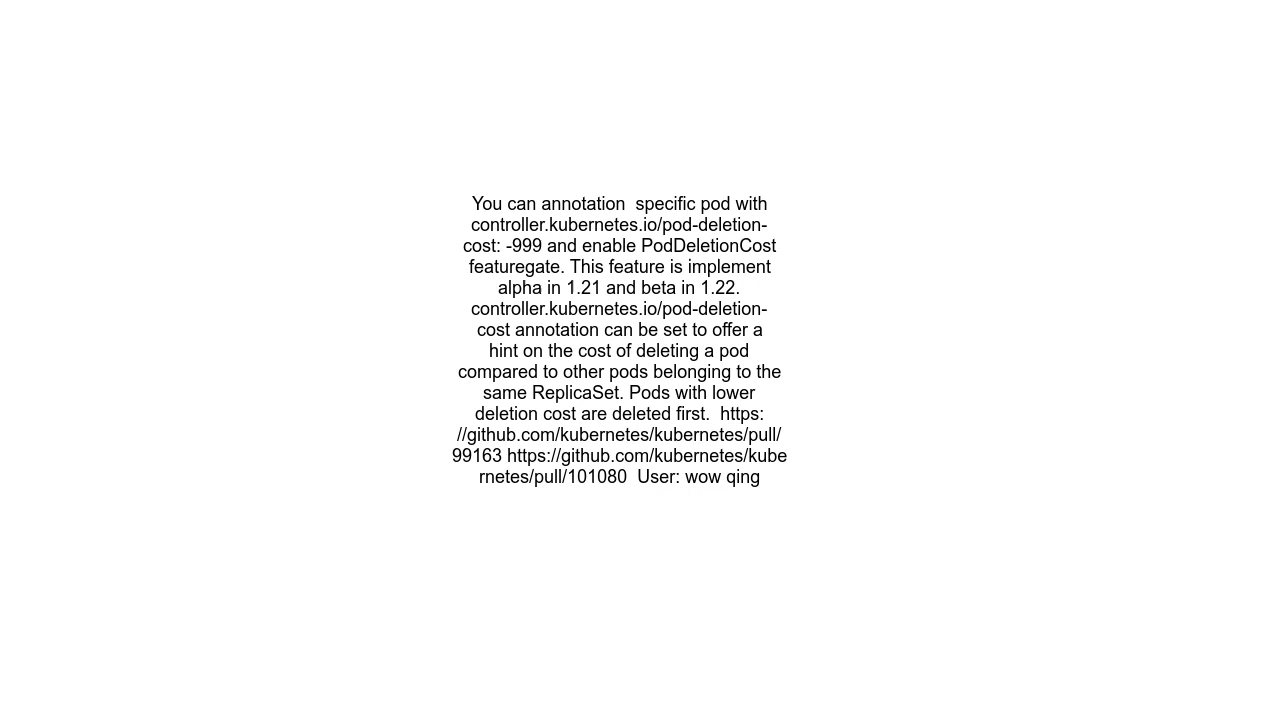 You can annotation  specific pod with
controller.kubernetes.io/pod-deletion-
cost: -999 and enable PodDeletionCost
featuregate. This feature is implement
alpha in 1.21 and beta in 1.22.
controller.kubernetes.io/pod-deletion-
cost annotation can be set to offer a
hint on the cost of deleting a pod
compared to other pods belonging to the
same ReplicaSet. Pods with lower
deletion cost are deleted first.  https:
//github.com/kubernetes/kubernetes/pull/
99163 https://github.com/kubernetes/kube
rnetes/pull/101080  User: wow qing